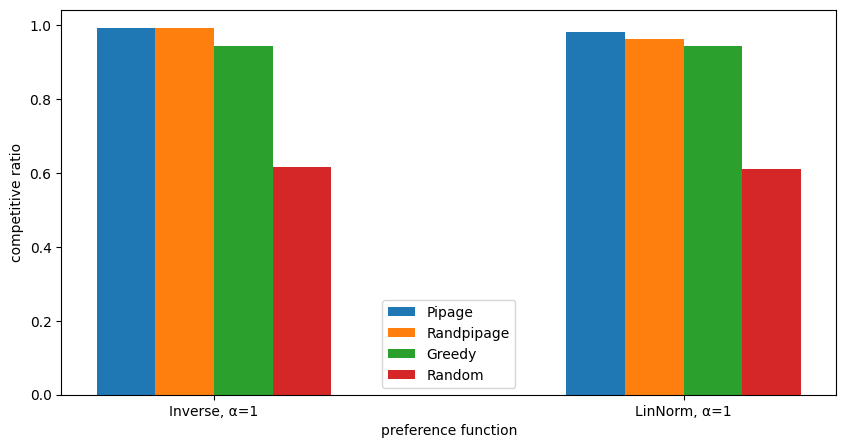 competitive ratio
1.0
0.8
0.6
0.4
0.2
0.0
Pipage
Randpipage
Greedy
Random
Inverse, α=1
LinNorm, α=1
preference function